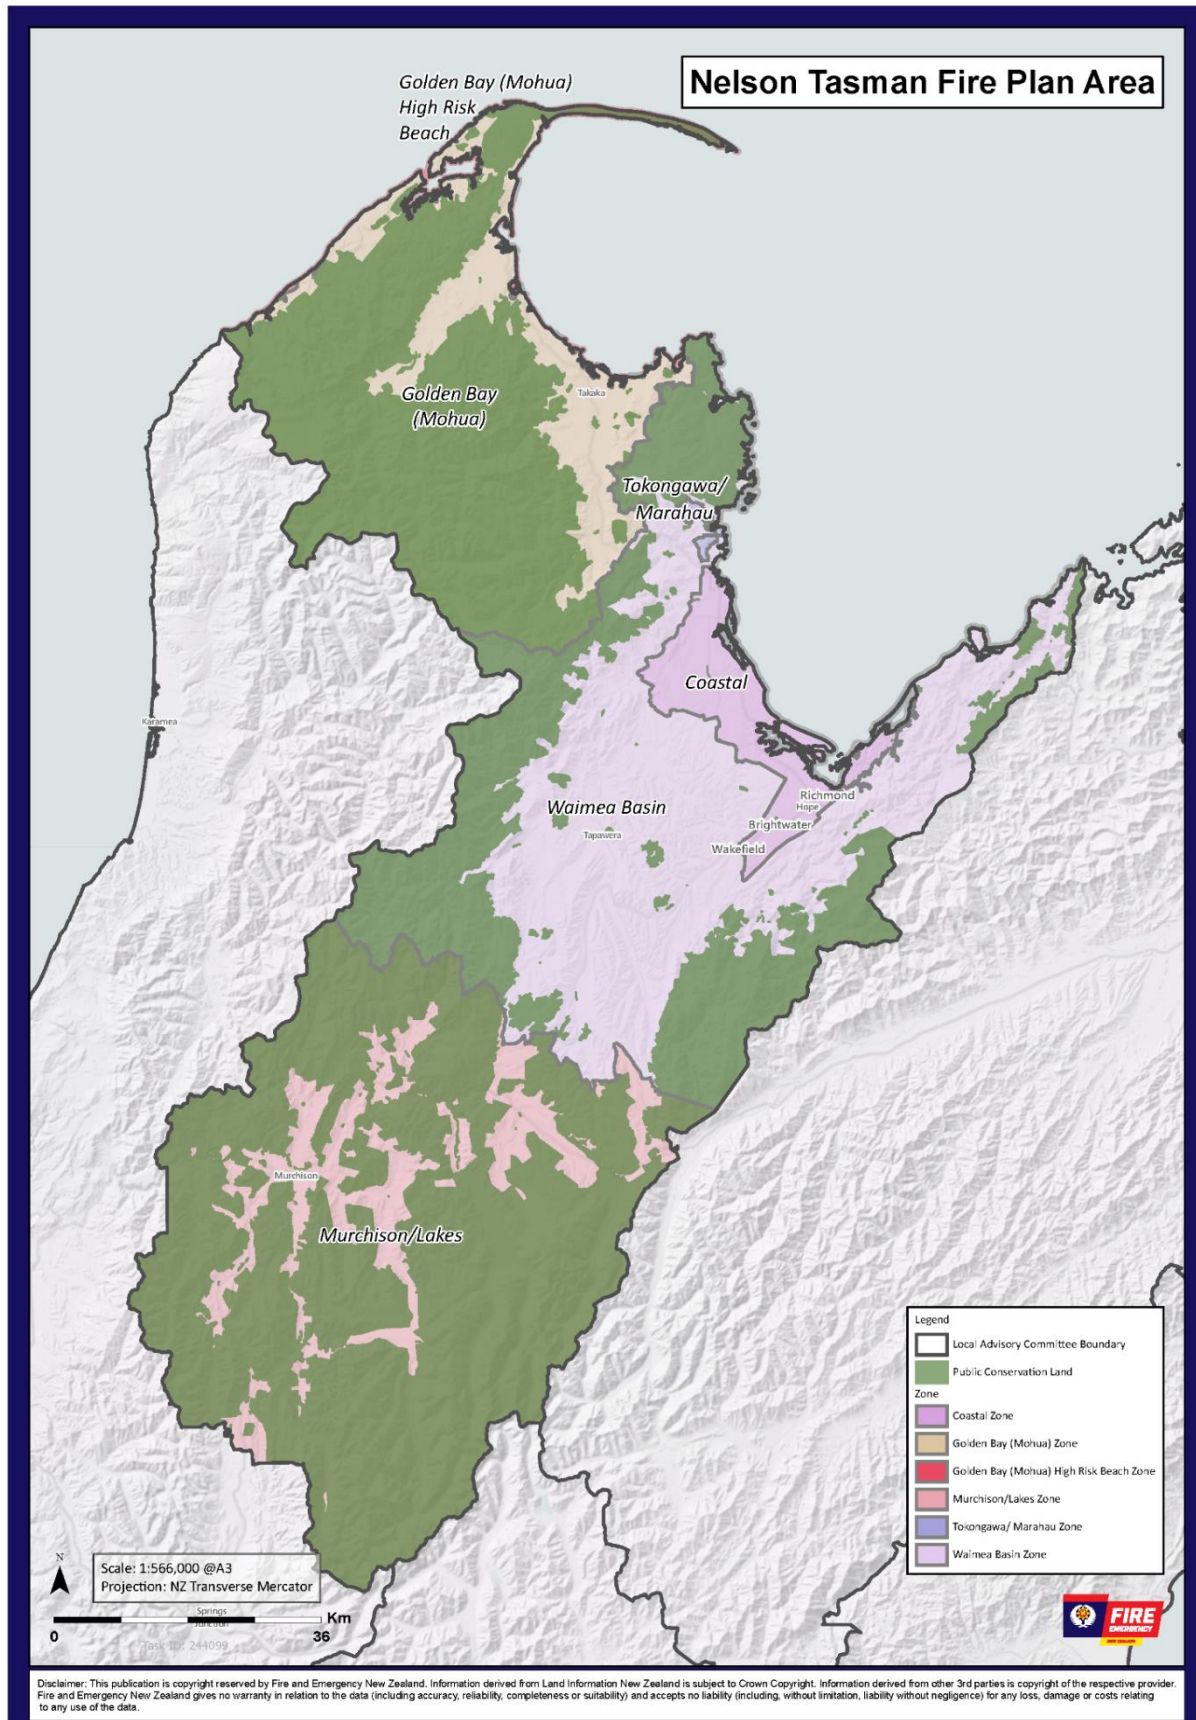 Nelson Tasman Fire Plan Area
Golden Bay (Mohua)
High Risk
Beach
Golden Bay
(Mohua)
Takaka
Tokongawa/
Marahau
Coastal
Karamea
Waimea Basin
Tapawera
Richmond
Hope
Brightwater
Wakefield
Murchison
Murchison/Lakes
Legend
Local Advisory Committee Boundary
Public Conservation Land
Zone
Coastal Zone
Golden Bay (Mohua) Zone
Golden Bay (Mohua) High Risk Beach Zone
Murchison/Lakes Zone
Tokongawa/ Marahau Zone
Waimea Basin Zone
N
Scale: 1:566,000 @A3
Projection: NZ Transverse Mercator
Springs
Junction
Km
0 36
Task ID: 244099
FIRE
EMERGENCY
NEW ZEALAND
Disclaimer: This publication is copyright reserved by Fire and Emergency New Zealand. Information derived from Land Information New Zealand is subject to Crown Copyright. Information derived from other 3rd parties is copyright of the respective provider.
Fire and Emergency New Zealand gives no warranty in relation to the data (including accuracy, reliability, completeness or suitability) and accepts no liability (including, without limitation, liability without negligence) for any loss, damage or costs relating
to any use of the data.